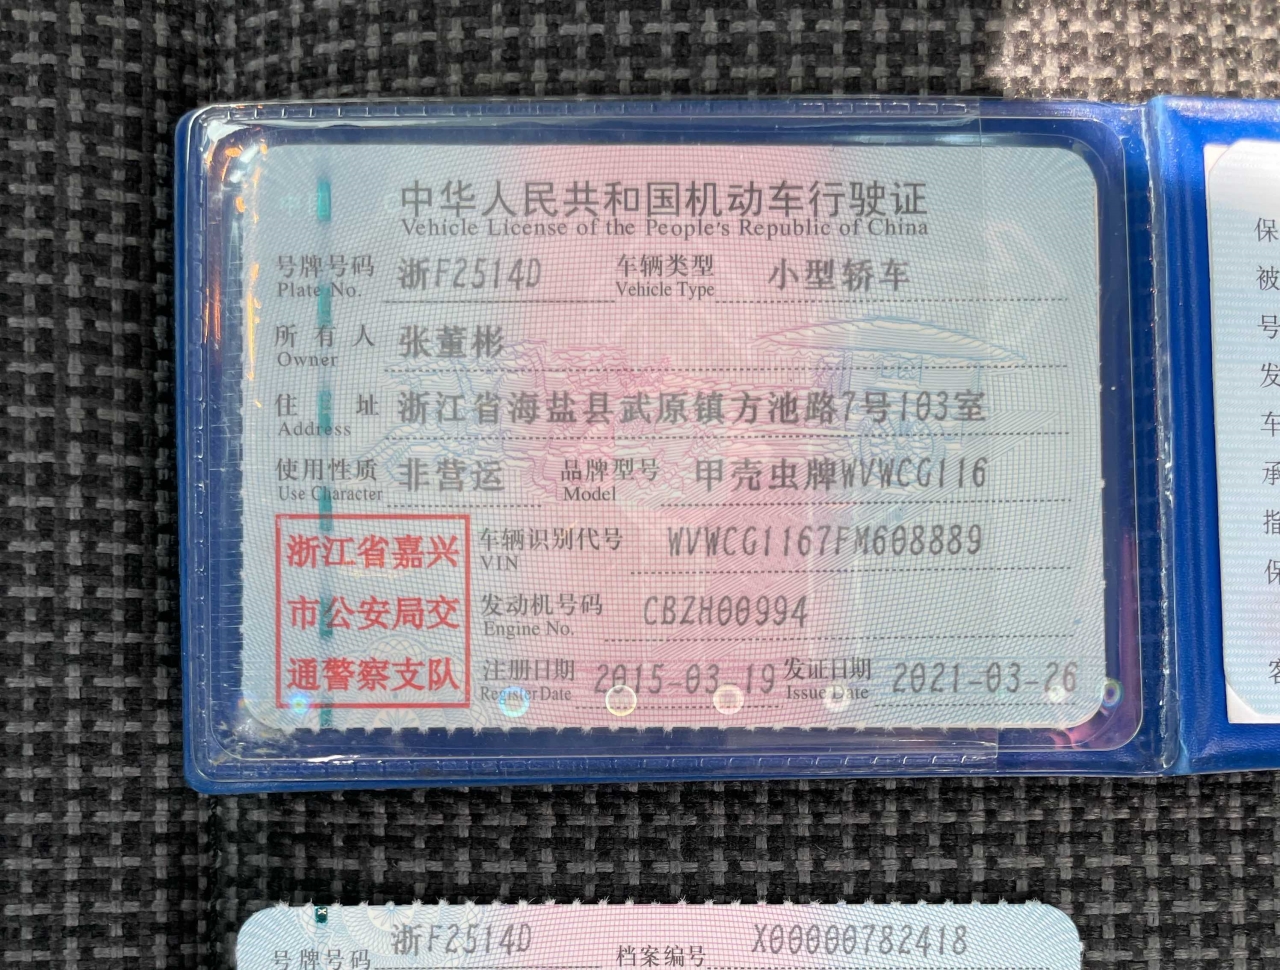 中华人民共和国机动车行驶证
Vehicle License of the People's Republic of China
号牌号码 浙F2514D 车辆类型 小型轿车
Plate No. Vehicle Type
所有人 张董彬
Owner
住址 浙江省海盐县武原镇方池路7号103室
Address
使用性质 非营运 品牌型号 甲壳虫牌WVWCG116
Use Character Model
浙江省嘉兴
市公安局交
通警察支队
车辆识别代号 WVWCG1167FM608889
VIN
发动机号码 CBZH00994
Engine No.
注册日期 2015-03-19 发证日期 2021-03-26
Register Date Issue Date
保
被
号
发
车
承
指
保
客
号牌号码 浙F2514D 档案编号 X00000782418